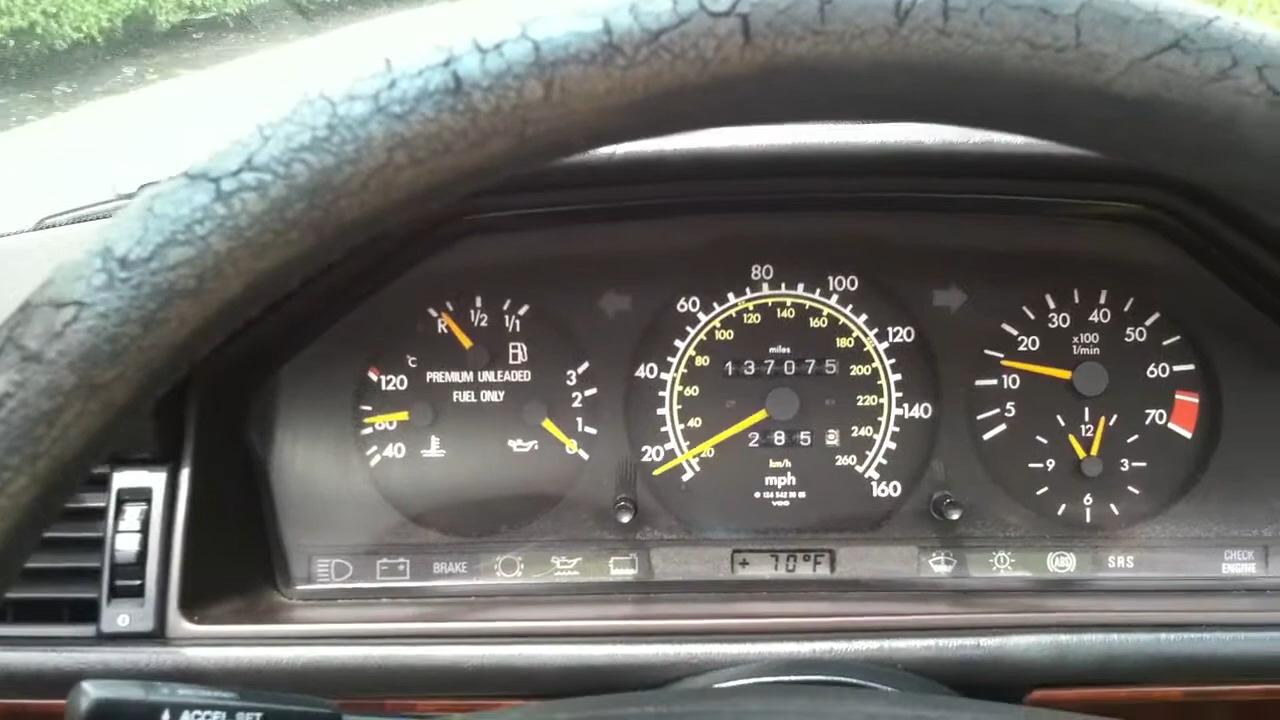 R 1/2 1/1
°C
120
80
40
PREMIUM UNLEADED
FUEL ONLY
3
2
1
0
20 40 60 80 100 120 140 160
20 40 60 80 100 120 140 160 180 200 220 240 260
miles
137075
285
km/h
mph
VDO
5 10 20 30 40 50 60 70
x100
1/min
12
3
6
9
BRAKE
+ 70°F
(ABS)
SRS
CHECK
ENGINE
ACCEL SET